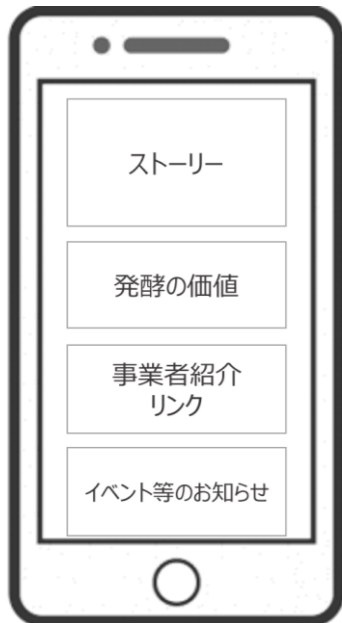 ストーリー
発酵の価値
事業者紹介
リンク
イベント等のお知らせ